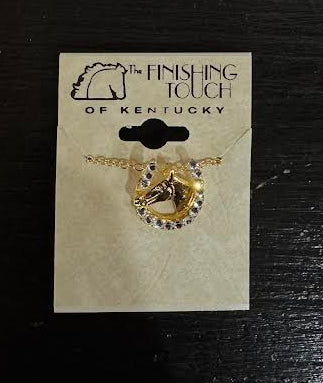 The FINISHING
TOUCH
OF KENTUCKY